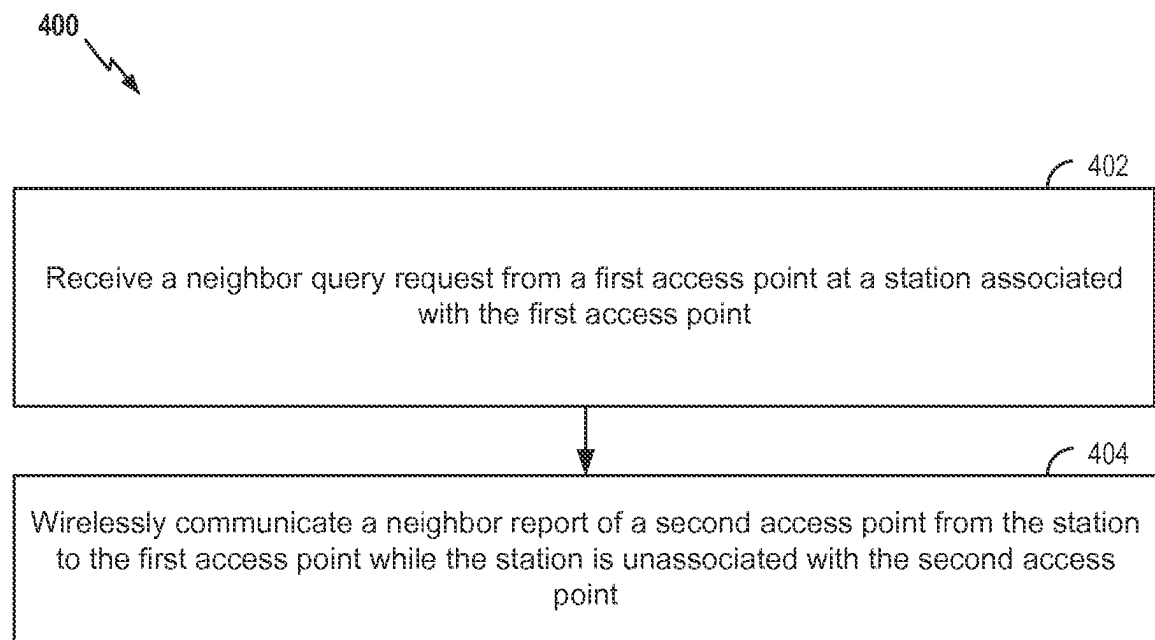 400
402
Receive a neighbor query request from a first access point at a station associated
with the first access point
404
Wirelessly communicate a neighbor report of a second access point from the station
to the first access point while the station is unassociated with the second access
point